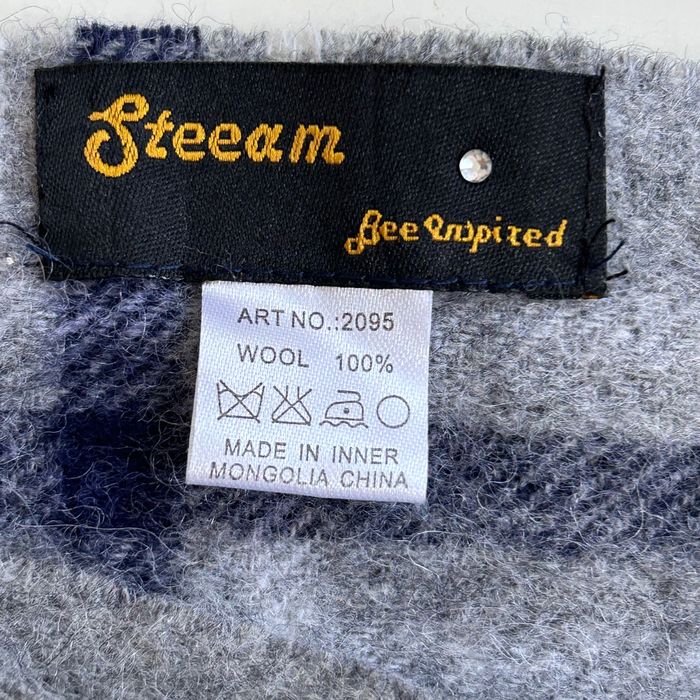 Steeam
Bee Inspired
ART NO.:2095
WOOL 100%
MADE IN INNER
MONGOLIA CHINA